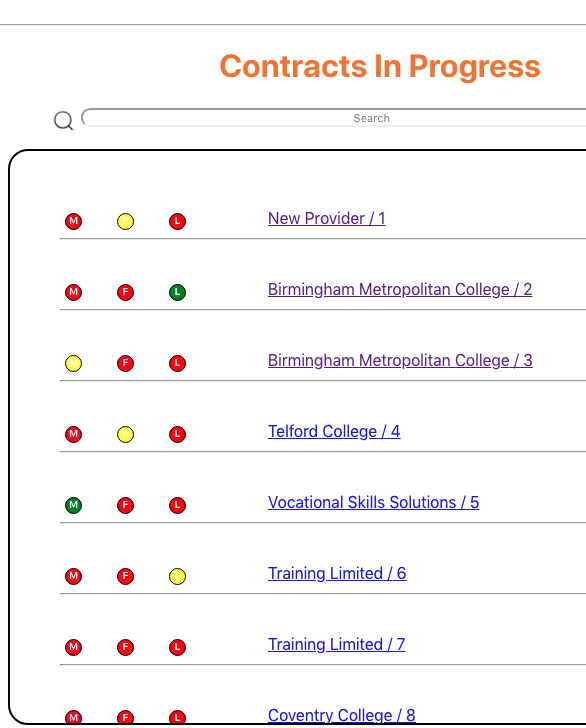 Contracts In Progress
Search
M L New Provider / 1
M F L Birmingham Metropolitan College / 2
F L Birmingham Metropolitan College / 3
M L Telford College / 4
M F L Vocational Skills Solutions / 5
M F L Training Limited / 6
M F L Training Limited / 7
M F L Coventry College / 8